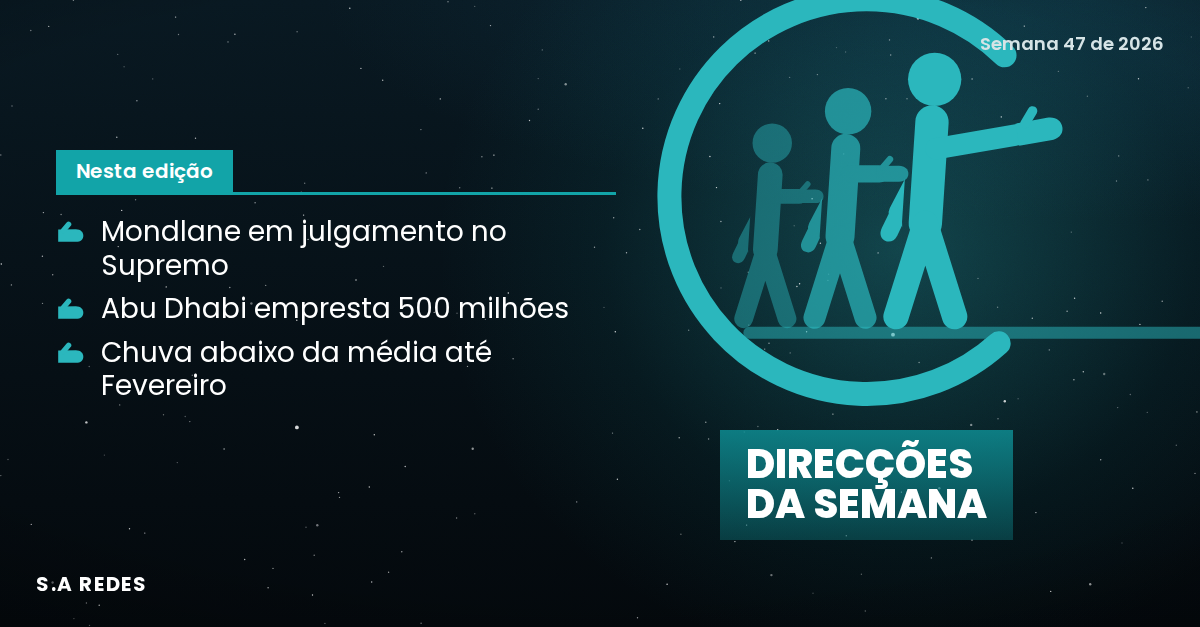 Semana 47 de 2026
Nesta edição
Mondlane em julgamento no
Supremo
Abu Dhabi empresta 500 milhões
Chuva abaixo da média até
Fevereiro
DIRECÇÕES
DA SEMANA
S.A REDES